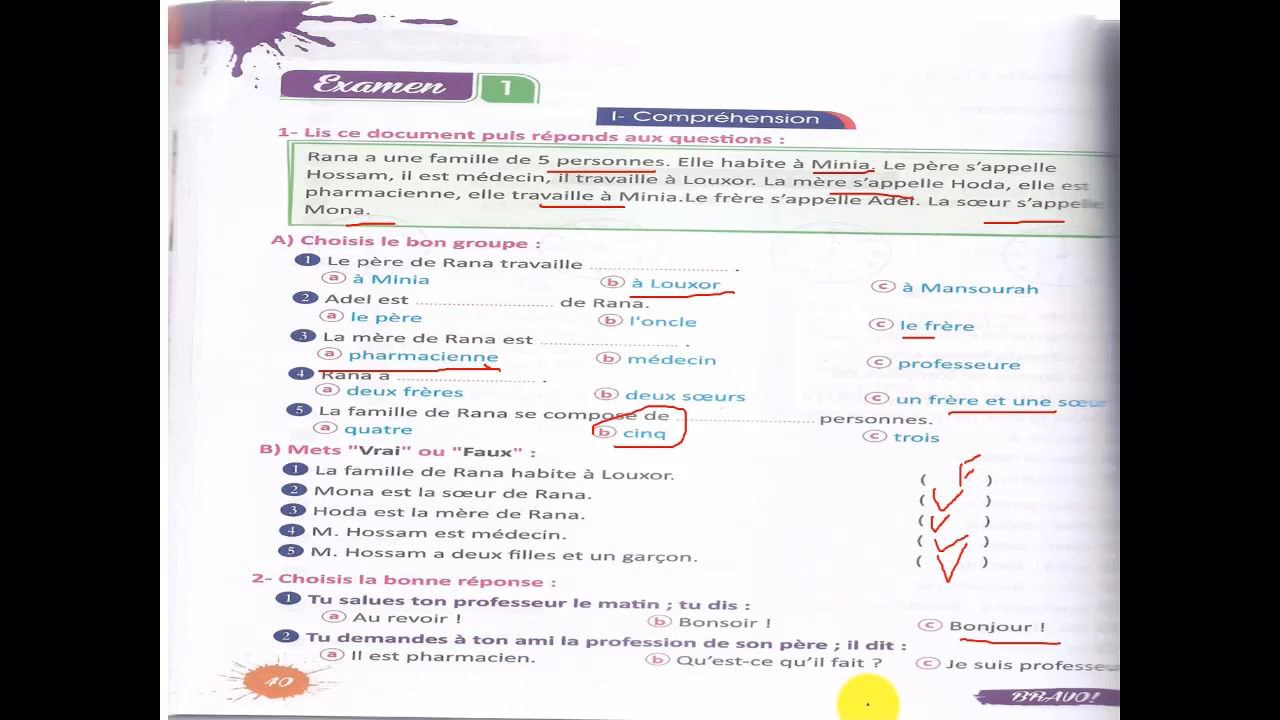 Examen 1
I- Compréhension
1- Lis ce document puis réponds aux questions :
Rana a une famille de 5 personnes. Elle habite à Minia. Le père s'appelle
Hossam, il est médecin, il travaille à Louxor. La mère s'appelle Hoda, elle est
pharmacienne, elle travaille à Minia.Le frère s'appelle Adel. La sœur s'appelle
Mona.
A) Choisis le bon groupe :
1 Le père de Rana travaille ........................ .
a à Minia b à Louxor c à Mansourah
2 Adel est ........................ de Rana.
a le père b l'oncle c le frère
3 La mère de Rana est ........................ .
a pharmacienne b médecin c professeure
4 Rana a ........................ .
a deux frères b deux sœurs c un frère et une sœur
5 La famille de Rana se compose de ........................ personnes.
a quatre b cinq c trois
B) Mets "Vrai" ou "Faux" :
1 La famille de Rana habite à Louxor. ( F )
2 Mona est la sœur de Rana. ( ✓ )
3 Hoda est la mère de Rana. ( ✓ )
4 M. Hossam est médecin. ( ✓ )
5 M. Hossam a deux filles et un garçon. ( ✓ )
2- Choisis la bonne réponse :
1 Tu salues ton professeur le matin ; tu dis :
a Au revoir ! b Bonsoir ! c Bonjour !
2 Tu demandes à ton ami la profession de son père ; il dit :
a Il est pharmacien. b Qu'est-ce qu'il fait ? c Je suis professeu
40
BRAVO!